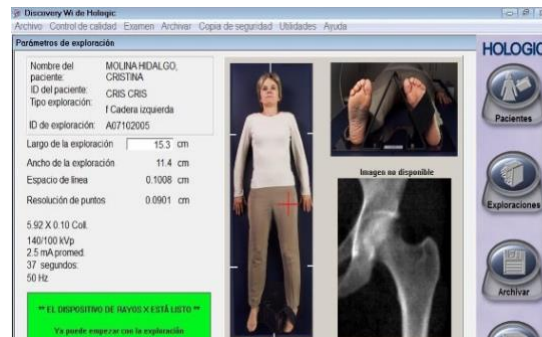 Discovery Wi de Hologic
Archivo Control de calidad Examen Archivar Copia de seguridad Utilidades Ayuda
Parámetros de exploración
HOLOGIC
Nombre del paciente: MOLINA HIDALGO, CRISTINA
ID del paciente: CRIS CRIS
Tipo exploración: f Cadera izquierda
ID de exploración: A07102005
Largo de la exploración 15.3 cm
Ancho de la exploración 11.4 cm
Espacio de línea 0.1008 cm
Resolución de puntos 0.0901 cm
5.92 X 0.10 Coll.
140/100 kVp
2.5 mA promed.
37 segundos.
50 Hz
** EL DISPOSITIVO DE RAYOS X ESTÁ LISTO **
Ya puede empezar con la exploración
Imagen no disponible
Pacientes
Exploraciones
Archivar